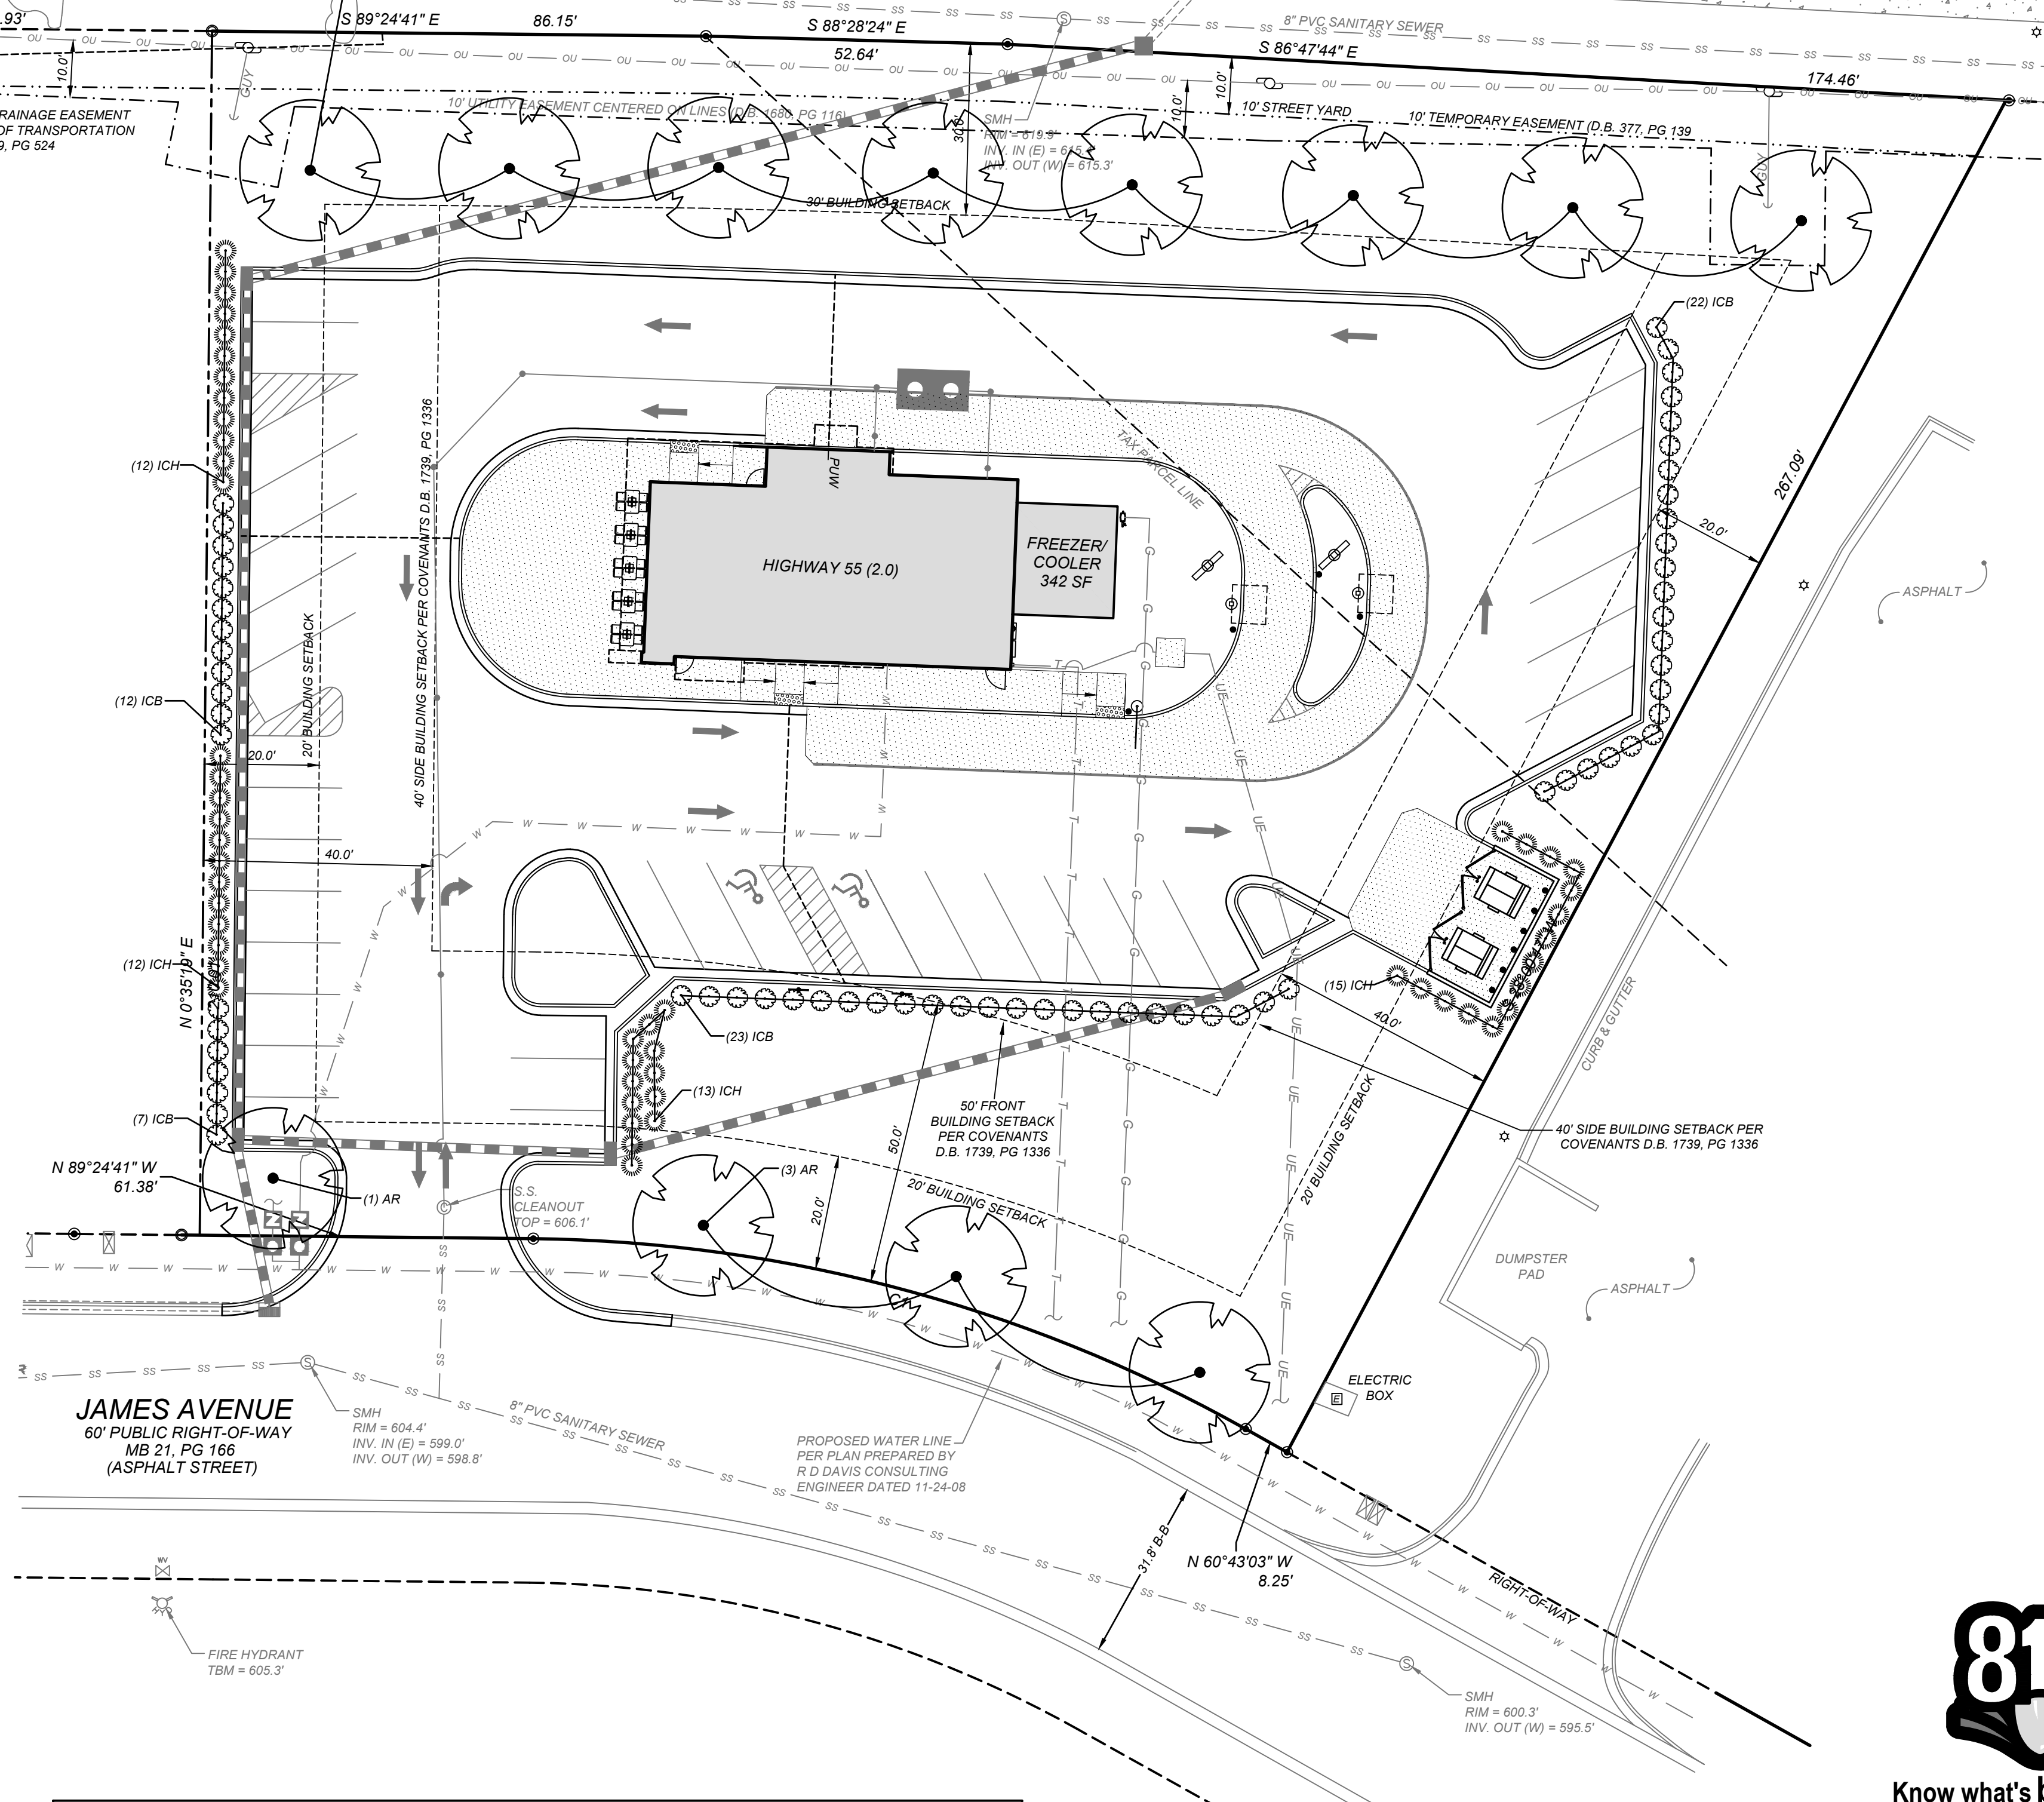 .93'
S 89°24'41" E
86.15'
S 88°28'24" E
52.64'
8" PVC SANITARY SEWER
S 86°47'44" E
174.46'
10.0'
GUY
10' UTILITY EASEMENT CENTERED ON LINES (D.B. 1680, PG 116)
30.0'
SMH
RIM = 619.9'
INV. IN (E) = 615.
INV. OUT (W) = 615.3'
10.0'
10.0'
10' STREET YARD
10' TEMPORARY EASEMENT (D.B. 377, PG 139
GUY
RAINAGE EASEMENT
OF TRANSPORTATION
9, PG 524
30' BUILDING SETBACK
(22) ICB
(12) ICH
40' SIDE BUILDING SETBACK PER COVENANTS D.B. 1739, PG 1336
PUW
TAX PARCEL LINE
267.09'
20.0'
HIGHWAY 55 (2.0)
FREEZER/
COOLER
342 SF
ASPHALT
20' BUILDING SETBACK
(12) ICB
20.0'
40.0'
(12) ICH
N 0°35'19" E
(15) ICH
40.0'
CURB & GUTTER
(23) ICB
(13) ICH
50' FRONT
BUILDING SETBACK
PER COVENANTS
D.B. 1739, PG 1336
50.0'
20' BUILDING SETBACK
40' SIDE BUILDING SETBACK PER
COVENANTS D.B. 1739, PG 1336
(7) ICB
N 89°24'41" W
61.38'
(1) AR
(3) AR
S.S.
CLEANOUT
TOP = 606.1'
20.0'
20' BUILDING SETBACK
DUMPSTER
PAD
ASPHALT
ELECTRIC
BOX
E
JAMES AVENUE
60' PUBLIC RIGHT-OF-WAY
MB 21, PG 166
(ASPHALT STREET)
SMH
RIM = 604.4'
INV. IN (E) = 599.0'
INV. OUT (W) = 598.8'
8" PVC SANITARY SEWER
PROPOSED WATER LINE
PER PLAN PREPARED BY
R D DAVIS CONSULTING
ENGINEER DATED 11-24-08
31.8' B-B
N 60°43'03" W
8.25'
RIGHT-OF-WAY
WV
HYD
FIRE HYDRANT
TBM = 605.3'
SMH
RIM = 600.3'
INV. OUT (W) = 595.5'
81
Know what's